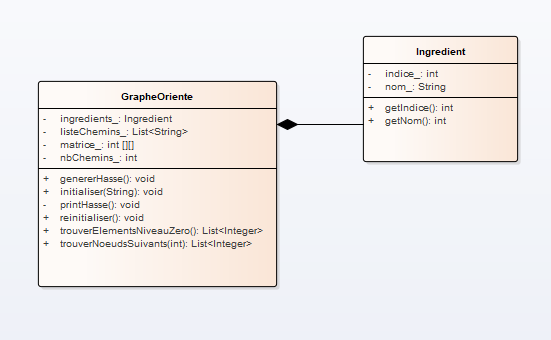 Ingredient
- indice_: int
- nom_: String
+ getIndice(): int
+ getNom(): int
GrapheOriente
- ingredients_: Ingredient
- listeChemins_: List<String>
- matrice_: int [][]
- nbChemins_: int
+ genererHasse(): void
+ initialiser(String): void
- printHasse(): void
+ reinitialiser(): void
+ trouverElementsNiveauZero(): List<Integer>
+ trouverNoeudsSuivants(int): List<Integer>